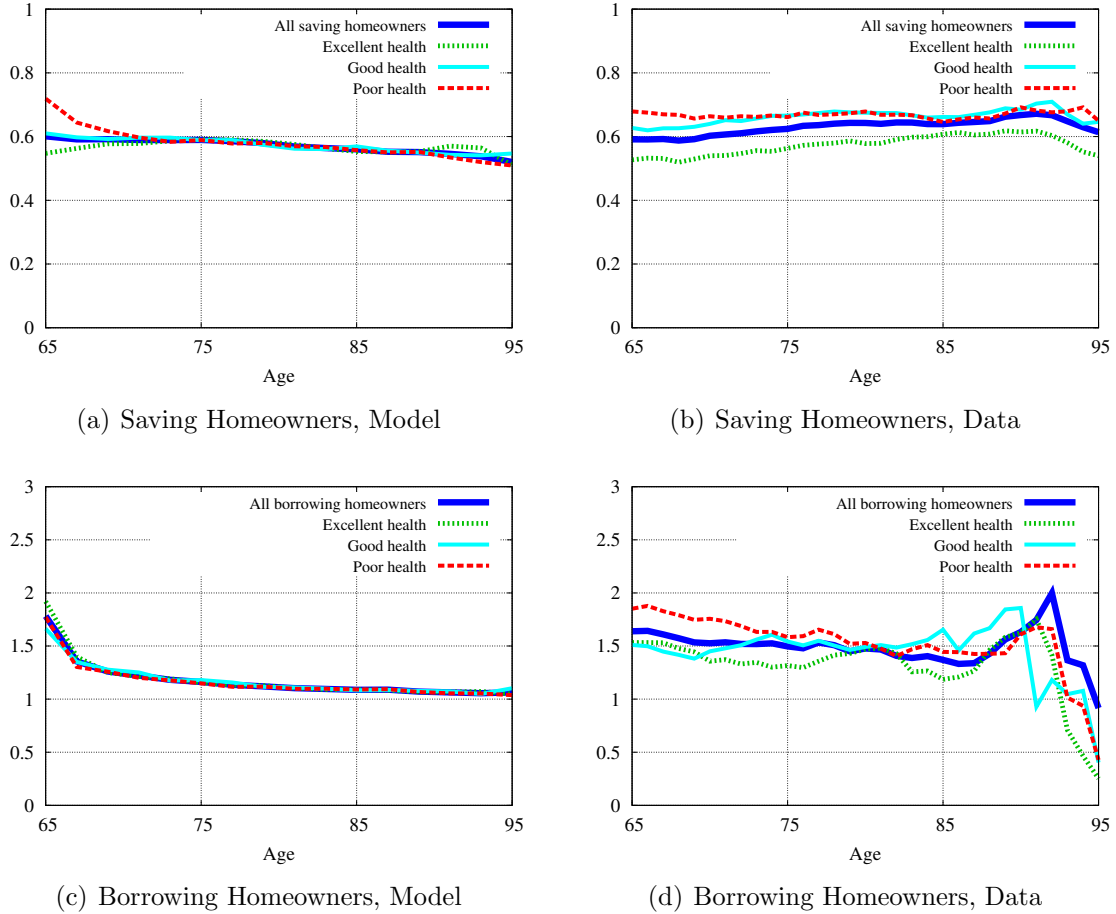 1
0.8
0.6
0.4
0.2
0
65
75
85
95
Age
All saving homeowners
Excellent health
Good health
Poor health
(a) Saving Homeowners, Model
1
0.8
0.6
0.4
0.2
0
65
75
85
95
Age
All saving homeowners
Excellent health
Good health
Poor health
(b) Saving Homeowners, Data
3
2.5
2
1.5
1
0.5
0
65
75
85
95
Age
All borrowing homeowners
Excellent health
Good health
Poor health
(c) Borrowing Homeowners, Model
3
2.5
2
1.5
1
0.5
0
65
75
85
95
Age
All borrowing homeowners
Excellent health
Good health
Poor health
(d) Borrowing Homeowners, Data